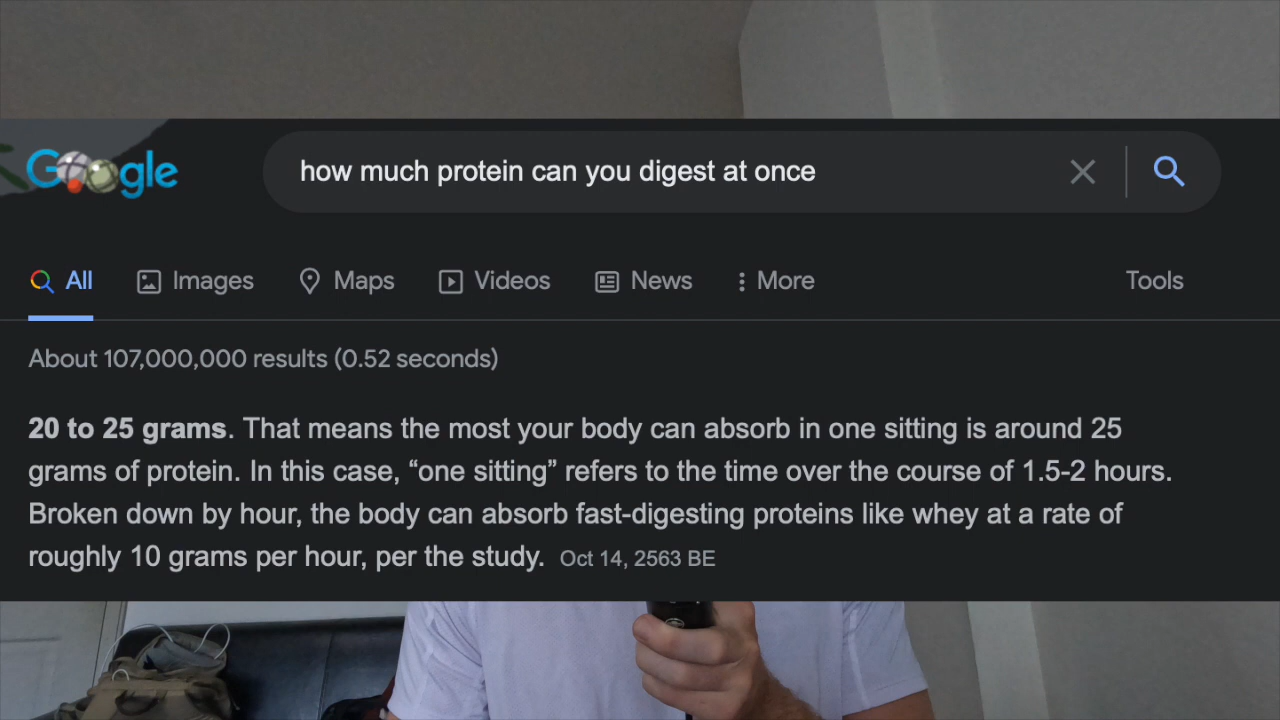 Google
how much protein can you digest at once
All Images Maps Videos News More Tools
About 107,000,000 results (0.52 seconds)
20 to 25 grams. That means the most your body can absorb in one sitting is around 25
grams of protein. In this case, “one sitting” refers to the time over the course of 1.5-2 hours.
Broken down by hour, the body can absorb fast-digesting proteins like whey at a rate of
roughly 10 grams per hour, per the study. Oct 14, 2563 BE